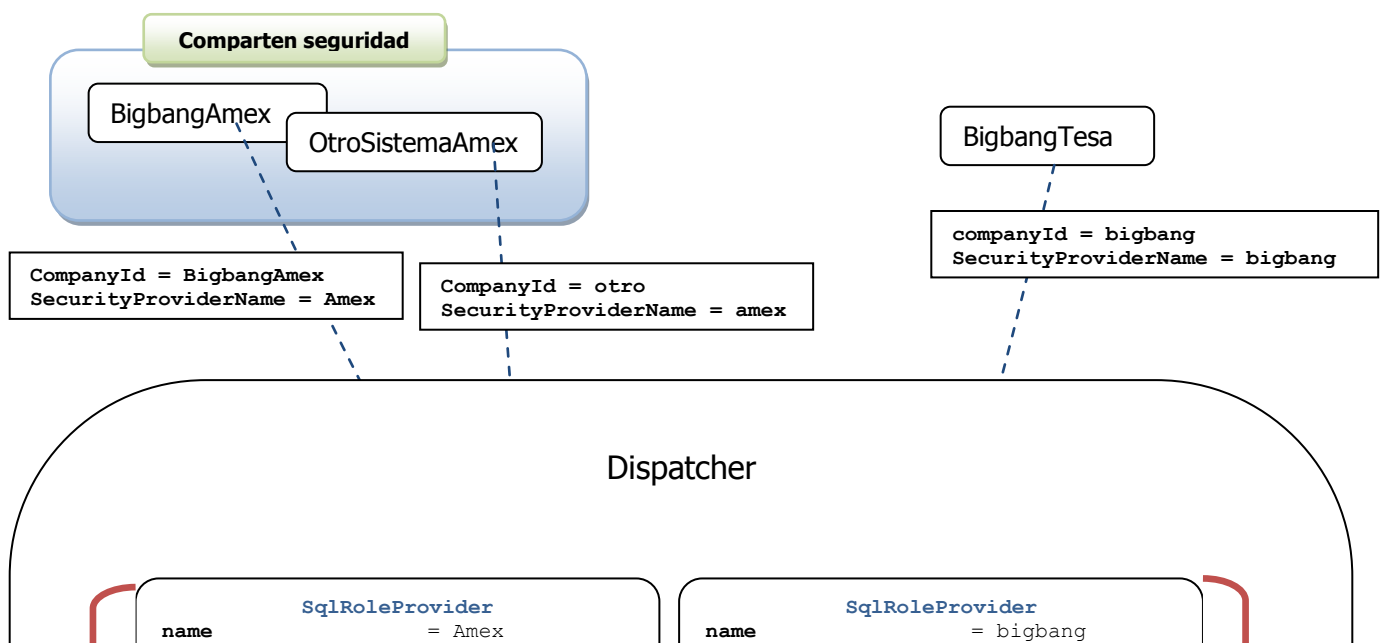 Comparten seguridad
BigbangAmex
OtroSistemaAmex
BigbangTesa
companyId = bigbang
SecurityProviderName = bigbang
CompanyId = BigbangAmex
SecurityProviderName = Amex
CompanyId = otro
SecurityProviderName = amex
Dispatcher
SqlRoleProvider
name = Amex
SqlRoleProvider
name = bigbang